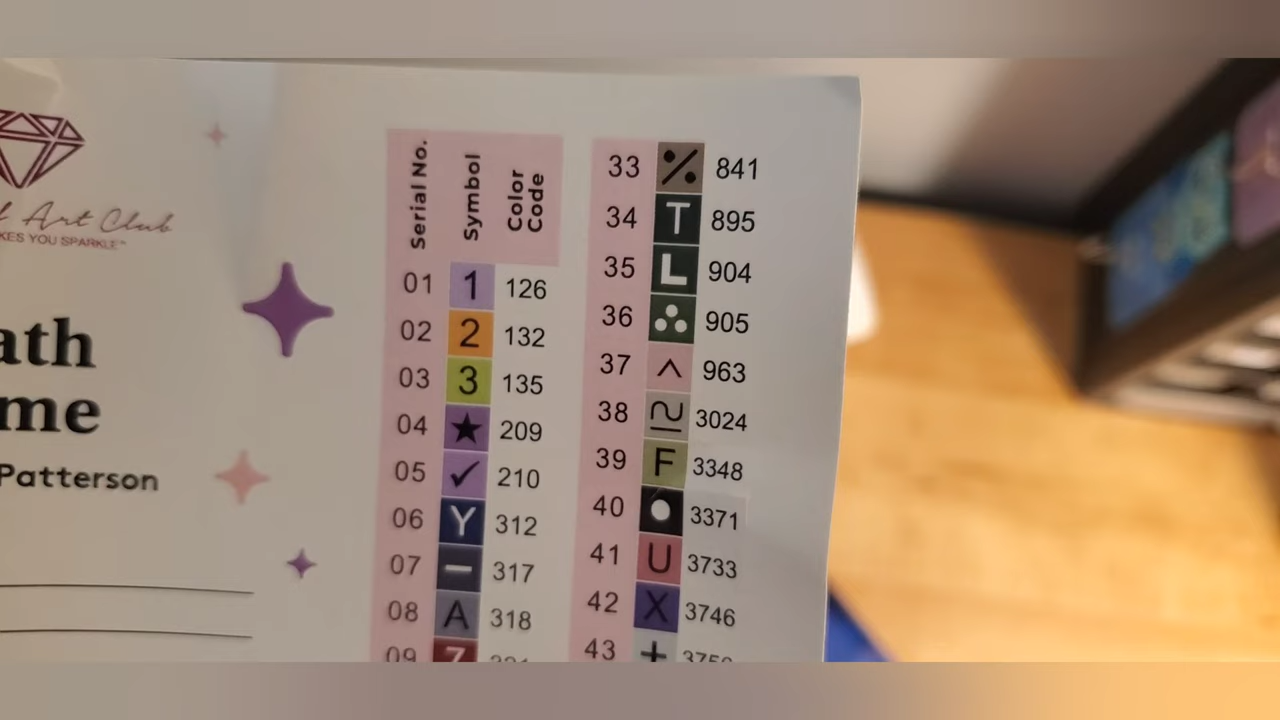 Art Club
KES YOU SPARKLE™
ath
me
Patterson
Serial No. Symbol Color Code
01 1 126
02 2 132
03 3 135
04 ★ 209
05 ✓ 210
06 Y 312
07 – 317
08 A 318
09 7
33 % 841
34 T 895
35 L 904
36 ∴ 905
37 ^ 963
38 ≃ 3024
39 F 3348
40 ● 3371
41 U 3733
42 X 3746
43 +